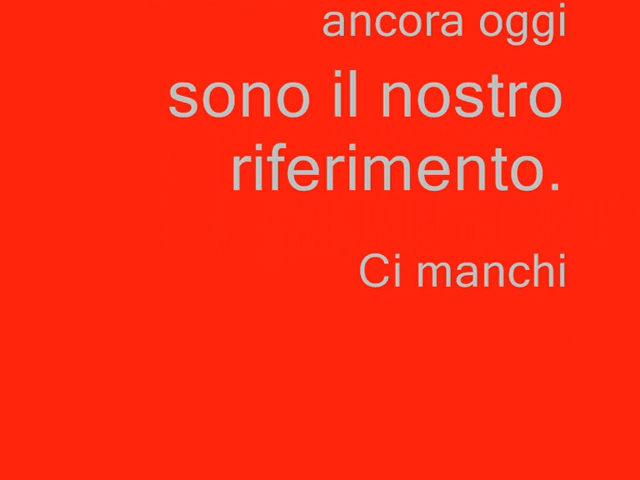 ancora oggi
sono il nostro
riferimento.
Ci manchi